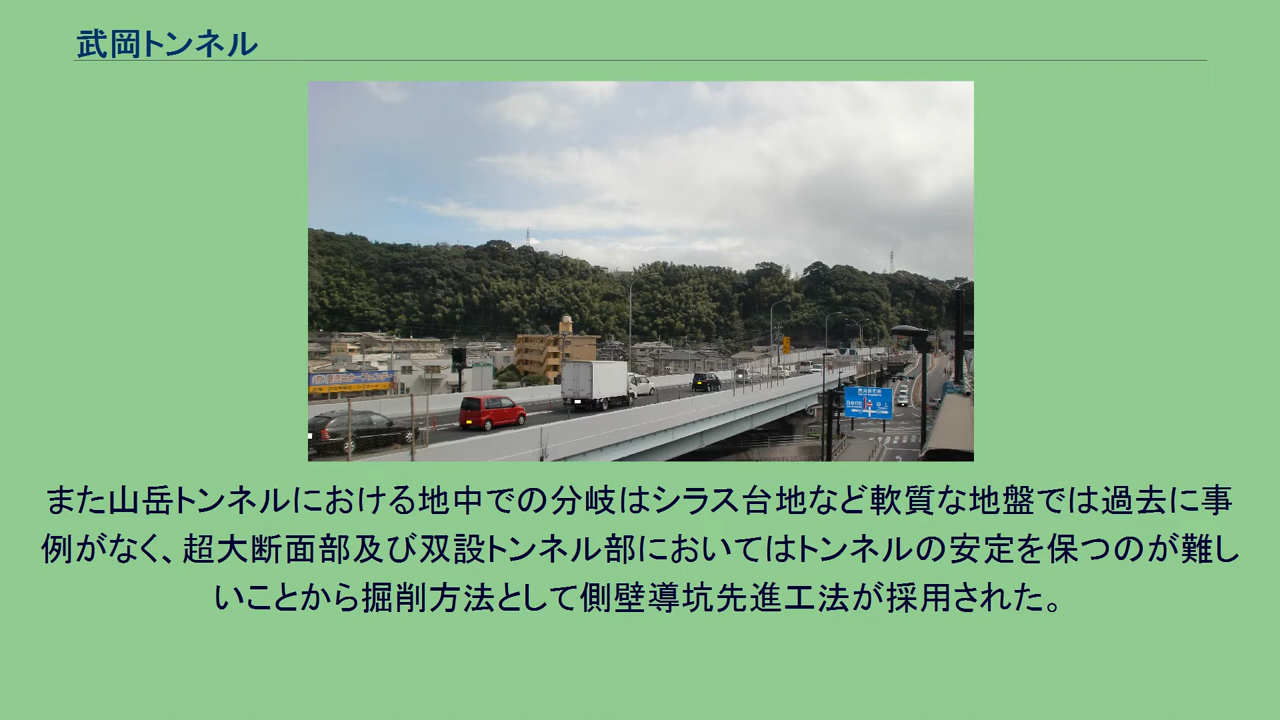 武岡トンネル
また山岳トンネルにおける地中での分岐はシラス台地など軟質な地盤では過去に事
例がなく、超大断面部及び双設トンネル部においてはトンネルの安定を保つのが難し
いことから掘削方法として側壁導坑先進工法が採用された。